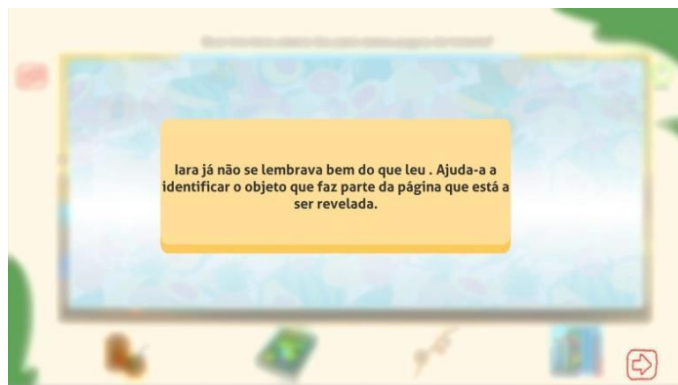 Iara já não se lembrava bem do que leu . Ajuda-a a
identificar o objeto que faz parte da página que está a
ser revelada.